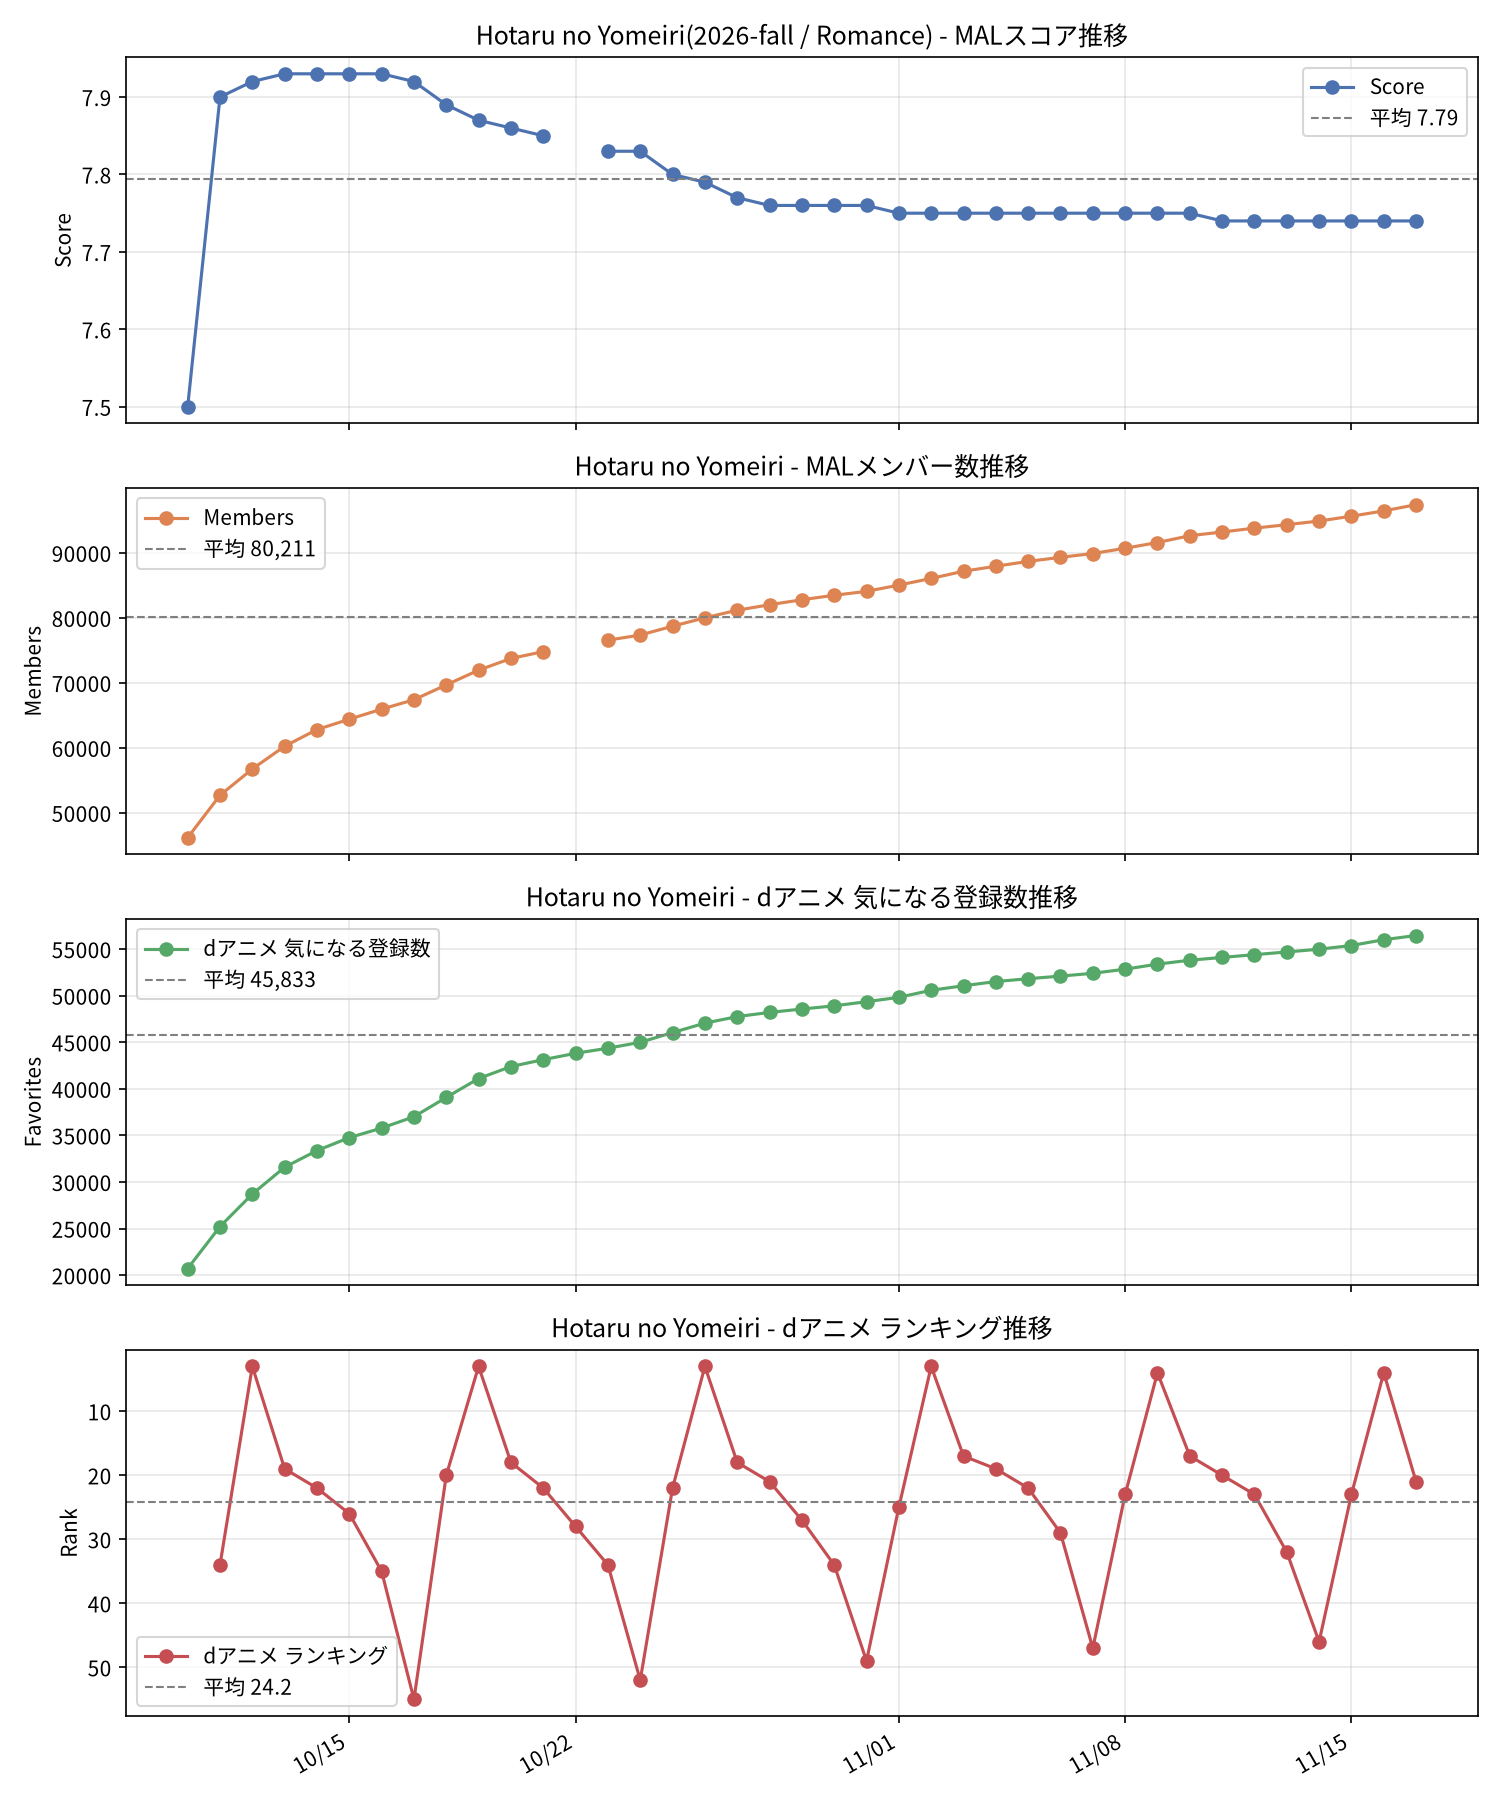 Hotaru no Yomeiri(2026-fall / Romance) - MALスコア推移
Score
7.9
7.8
7.7
7.6
7.5
Score
平均 7.79
Hotaru no Yomeiri - MALメンバー数推移
Members
90000
80000
70000
60000
50000
Members
平均 80,211
Hotaru no Yomeiri - dアニメ 気になる登録数推移
Favorites
55000
50000
45000
40000
35000
30000
25000
20000
dアニメ 気になる登録数
平均 45,833
Hotaru no Yomeiri - dアニメ ランキング推移
Rank
10
20
30
40
50
dアニメ ランキング
平均 24.2
10/15
10/22
11/01
11/08
11/15